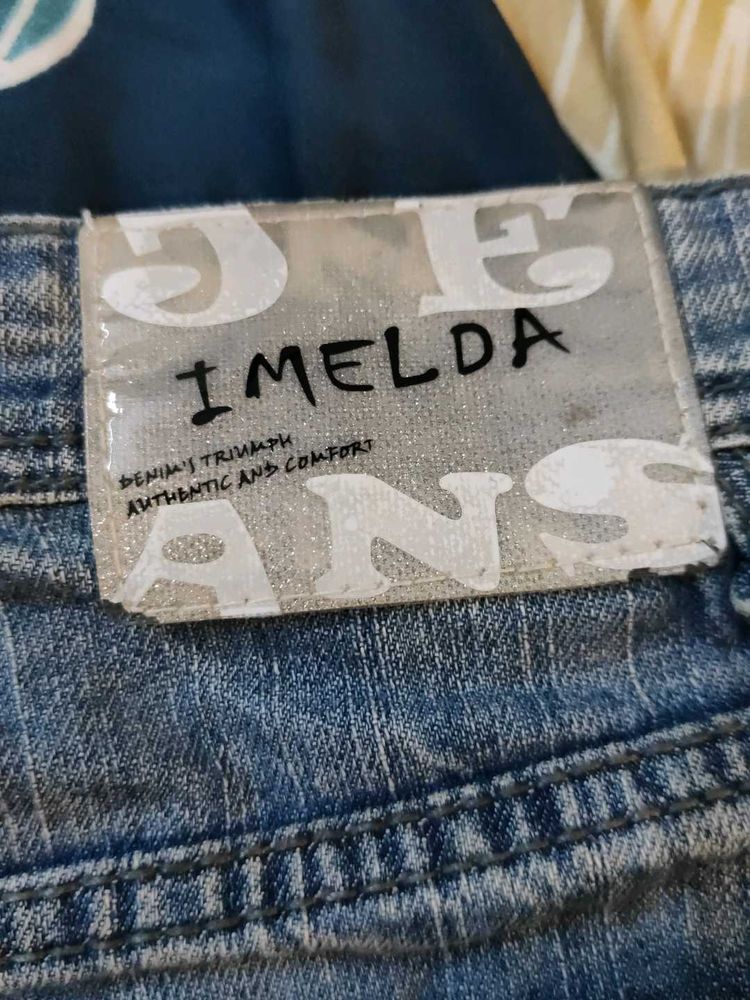 JE
IMELDA
DENIM'S TRIUMPH
AUTHENTIC AND COMFORT
ANS